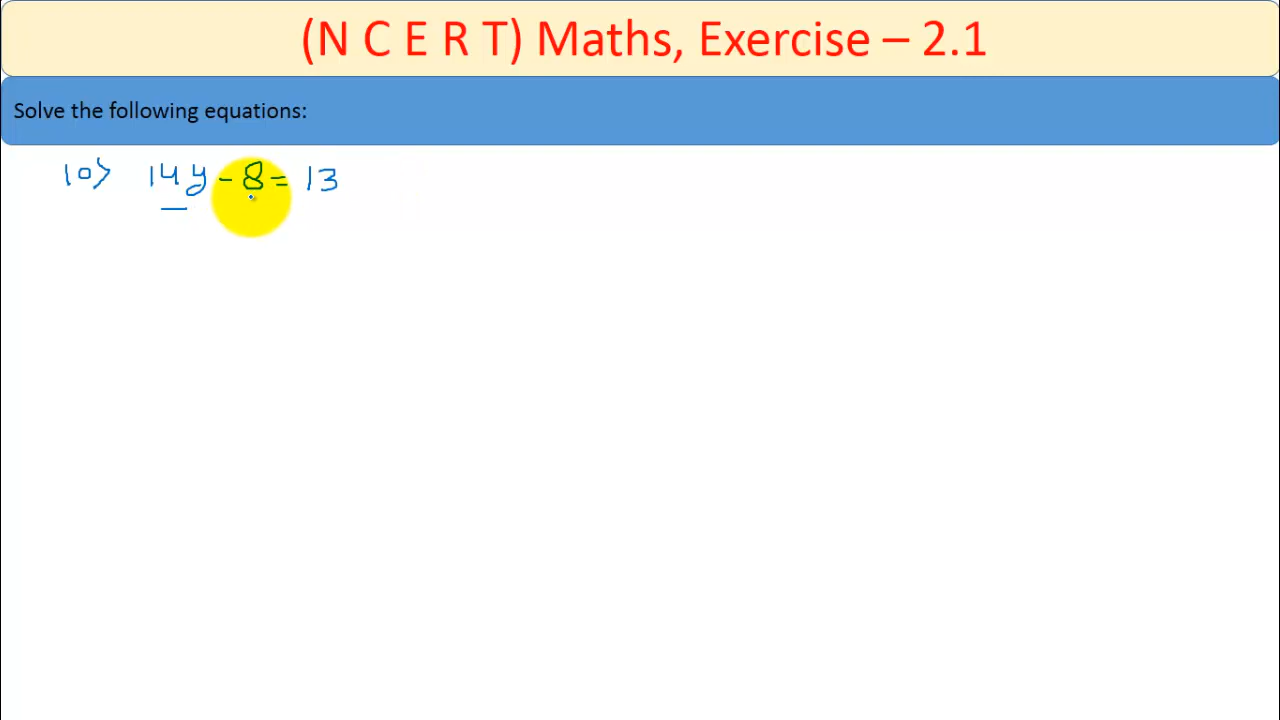 (N C E R T) Maths, Exercise – 2.1
Solve the following equations:
10) 14y - 8 = 13